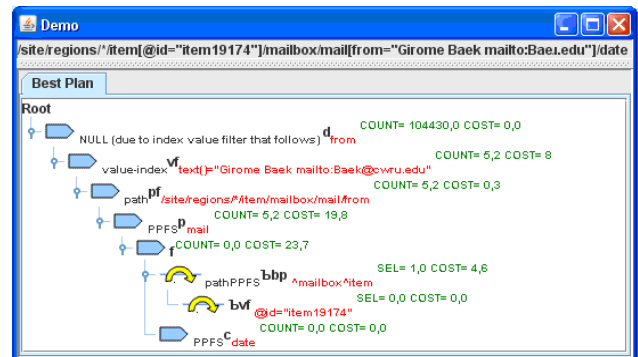 Demo
/site/regions/*/item[@id="item19174"]/mailbox/mail[from="Girome Baek mailto:Baeɪ.edu"]/date
Best Plan
Root
NULL (due to index value filter that follows) d from COUNT= 104430,0 COST= 0,0
value-index vf text()="Girome Baek mailto:Baek@cwru.edu" COUNT= 5,2 COST= 8
path pf /site/regions/*/item/mailbox/mail/from COUNT= 5,2 COST= 0,3
PPFS p mail COUNT= 5,2 COST= 19,8
f COUNT= 0,0 COST= 23,7
pathPPFS Ъbp ^mailbox^item SEL= 1,0 COST= 4,6
Ъvf @id="item19174" SEL= 0,0 COST= 0,0
PPFS c date COUNT= 0,0 COST= 0,0